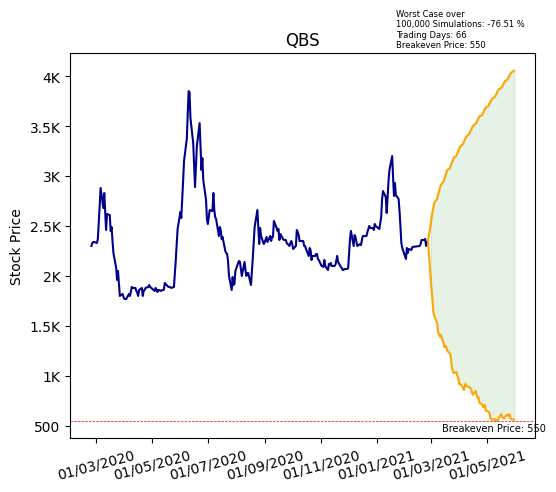 Worst Case over
100,000 Simulations: -76.51 %
Trading Days: 66
Breakeven Price: 550
QBS
Stock Price
4K
3.5K
3K
2.5K
2K
1.5K
1K
500
Breakeven Price: 550
01/03/2020
01/05/2020
01/07/2020
01/09/2020
01/11/2020
01/01/2021
01/03/2021
01/05/2021